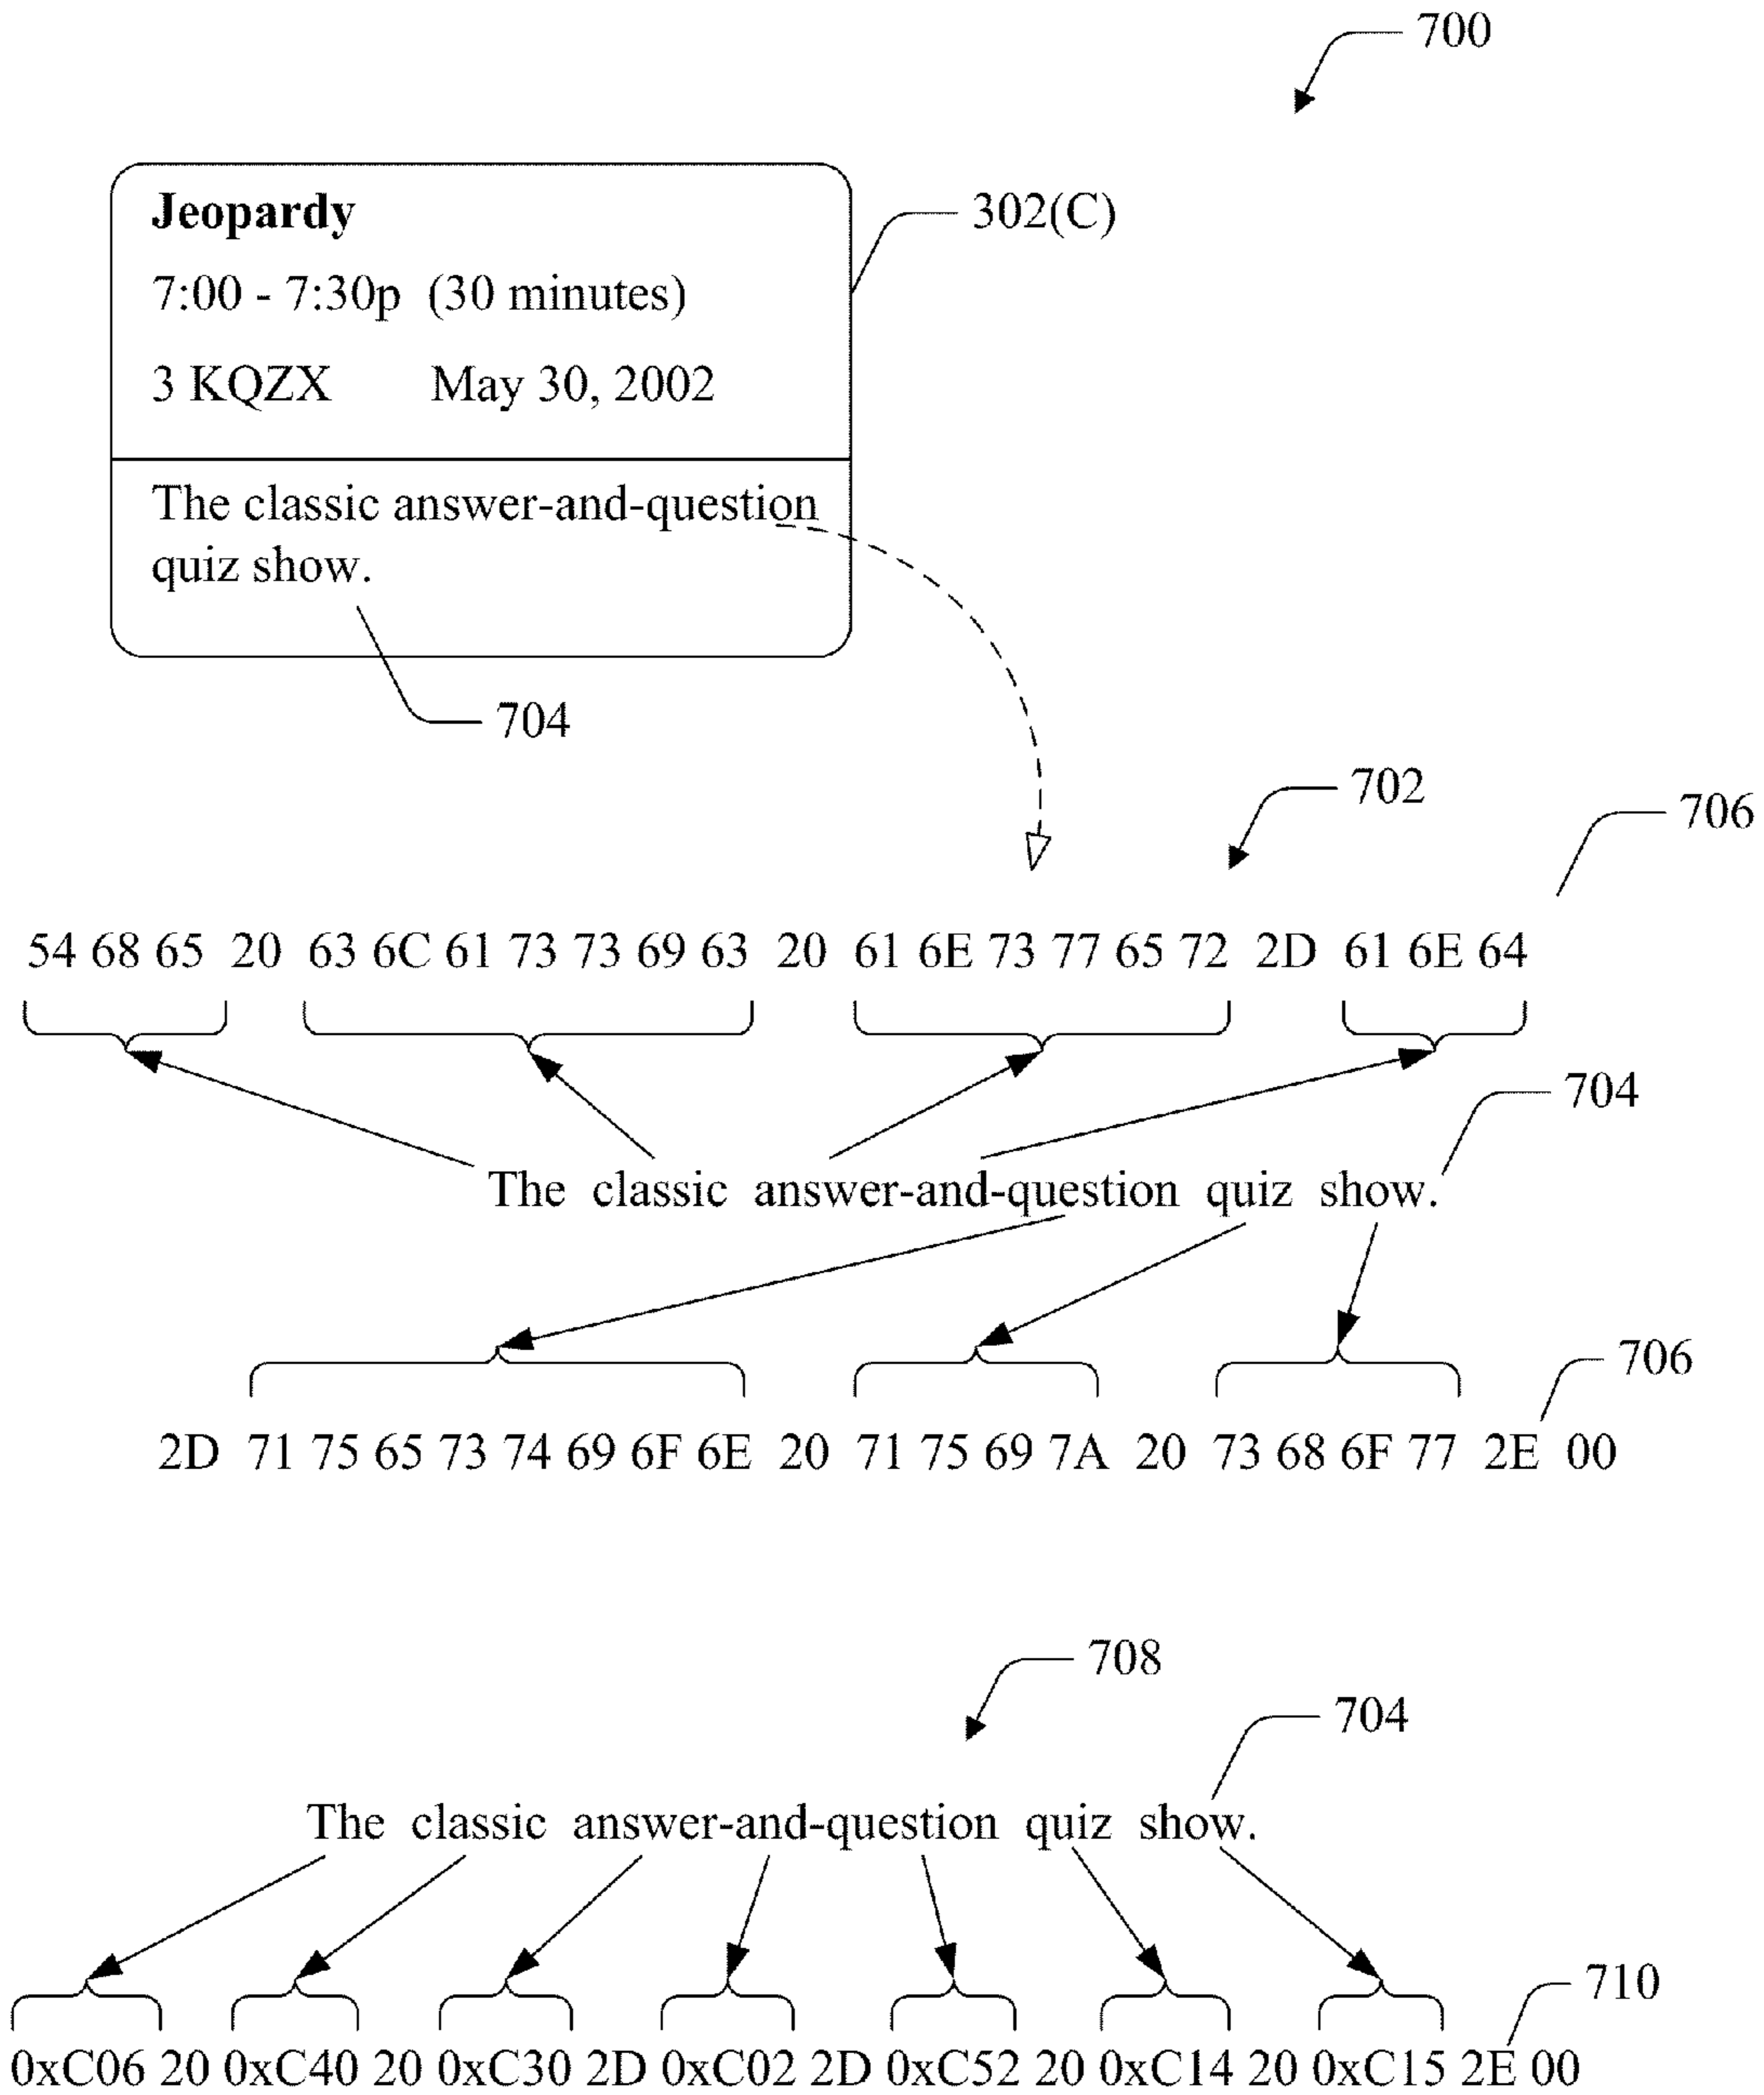 700
Jeopardy
302(C)
7:00 - 7:30p (30 minutes)
3 KQZX May 30, 2002
The classic answer-and-question
quiz show.
704
702
706
54 68 65 20 63 6C 61 73 73 69 63 20 61 6E 73 77 65 72 2D 61 6E 64
704
The classic answer-and-question quiz show.
706
2D 71 75 65 73 74 69 6F 6E 20 71 75 69 7A 20 73 68 6F 77 2E 00
708
704
The classic answer-and-question quiz show.
710
0xC06 20 0xC40 20 0xC30 2D 0xC02 2D 0xC52 20 0xC14 20 0xC15 2E 00